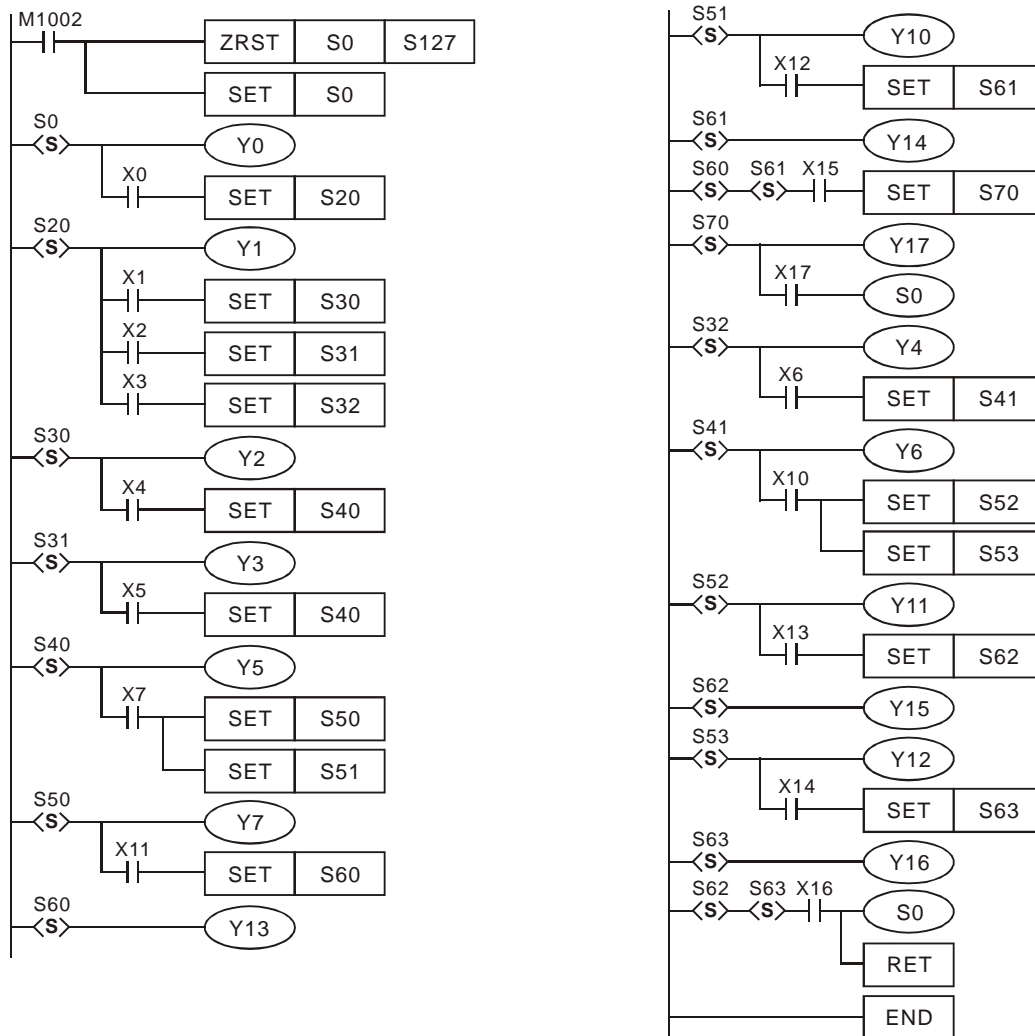 M1002
ZRST S0 S127
SET S0
S0
S
Y0
X0
SET S20
S20
S
Y1
X1
SET S30
X2
SET S31
X3
SET S32
S30
S
Y2
X4
SET S40
S31
S
Y3
X5
SET S40
S40
S
Y5
X7
SET S50
SET S51
S50
S
Y7
X11
SET S60
S60
S
Y13
S51
S
Y10
X12
SET S61
S61
S
Y14
S60 S61 X15
S S
SET S70
S70
S
Y17
X17
S0
S32
S
Y4
X6
SET S41
S41
S
Y6
X10
SET S52
SET S53
S52
S
Y11
X13
SET S62
S62
S
Y15
S53
S
Y12
X14
SET S63
S63
S
Y16
S62 S63 X16
S S
S0
RET
END